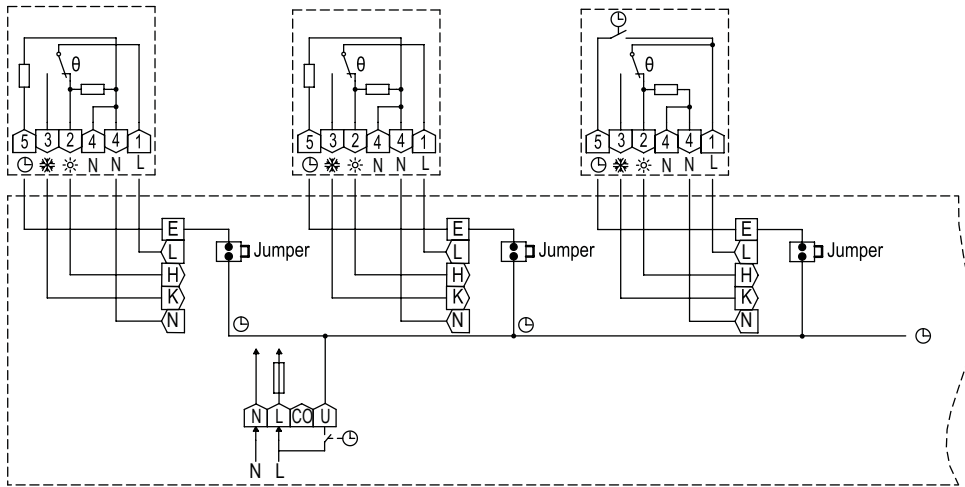 θ θ θ
5 3 2 4 4 1 5 3 2 4 4 1 5 3 2 4 4 1
N N L N N L N N L
E E E
L Jumper L Jumper L Jumper
H H H
K K K
N N N
N L CO U
N L